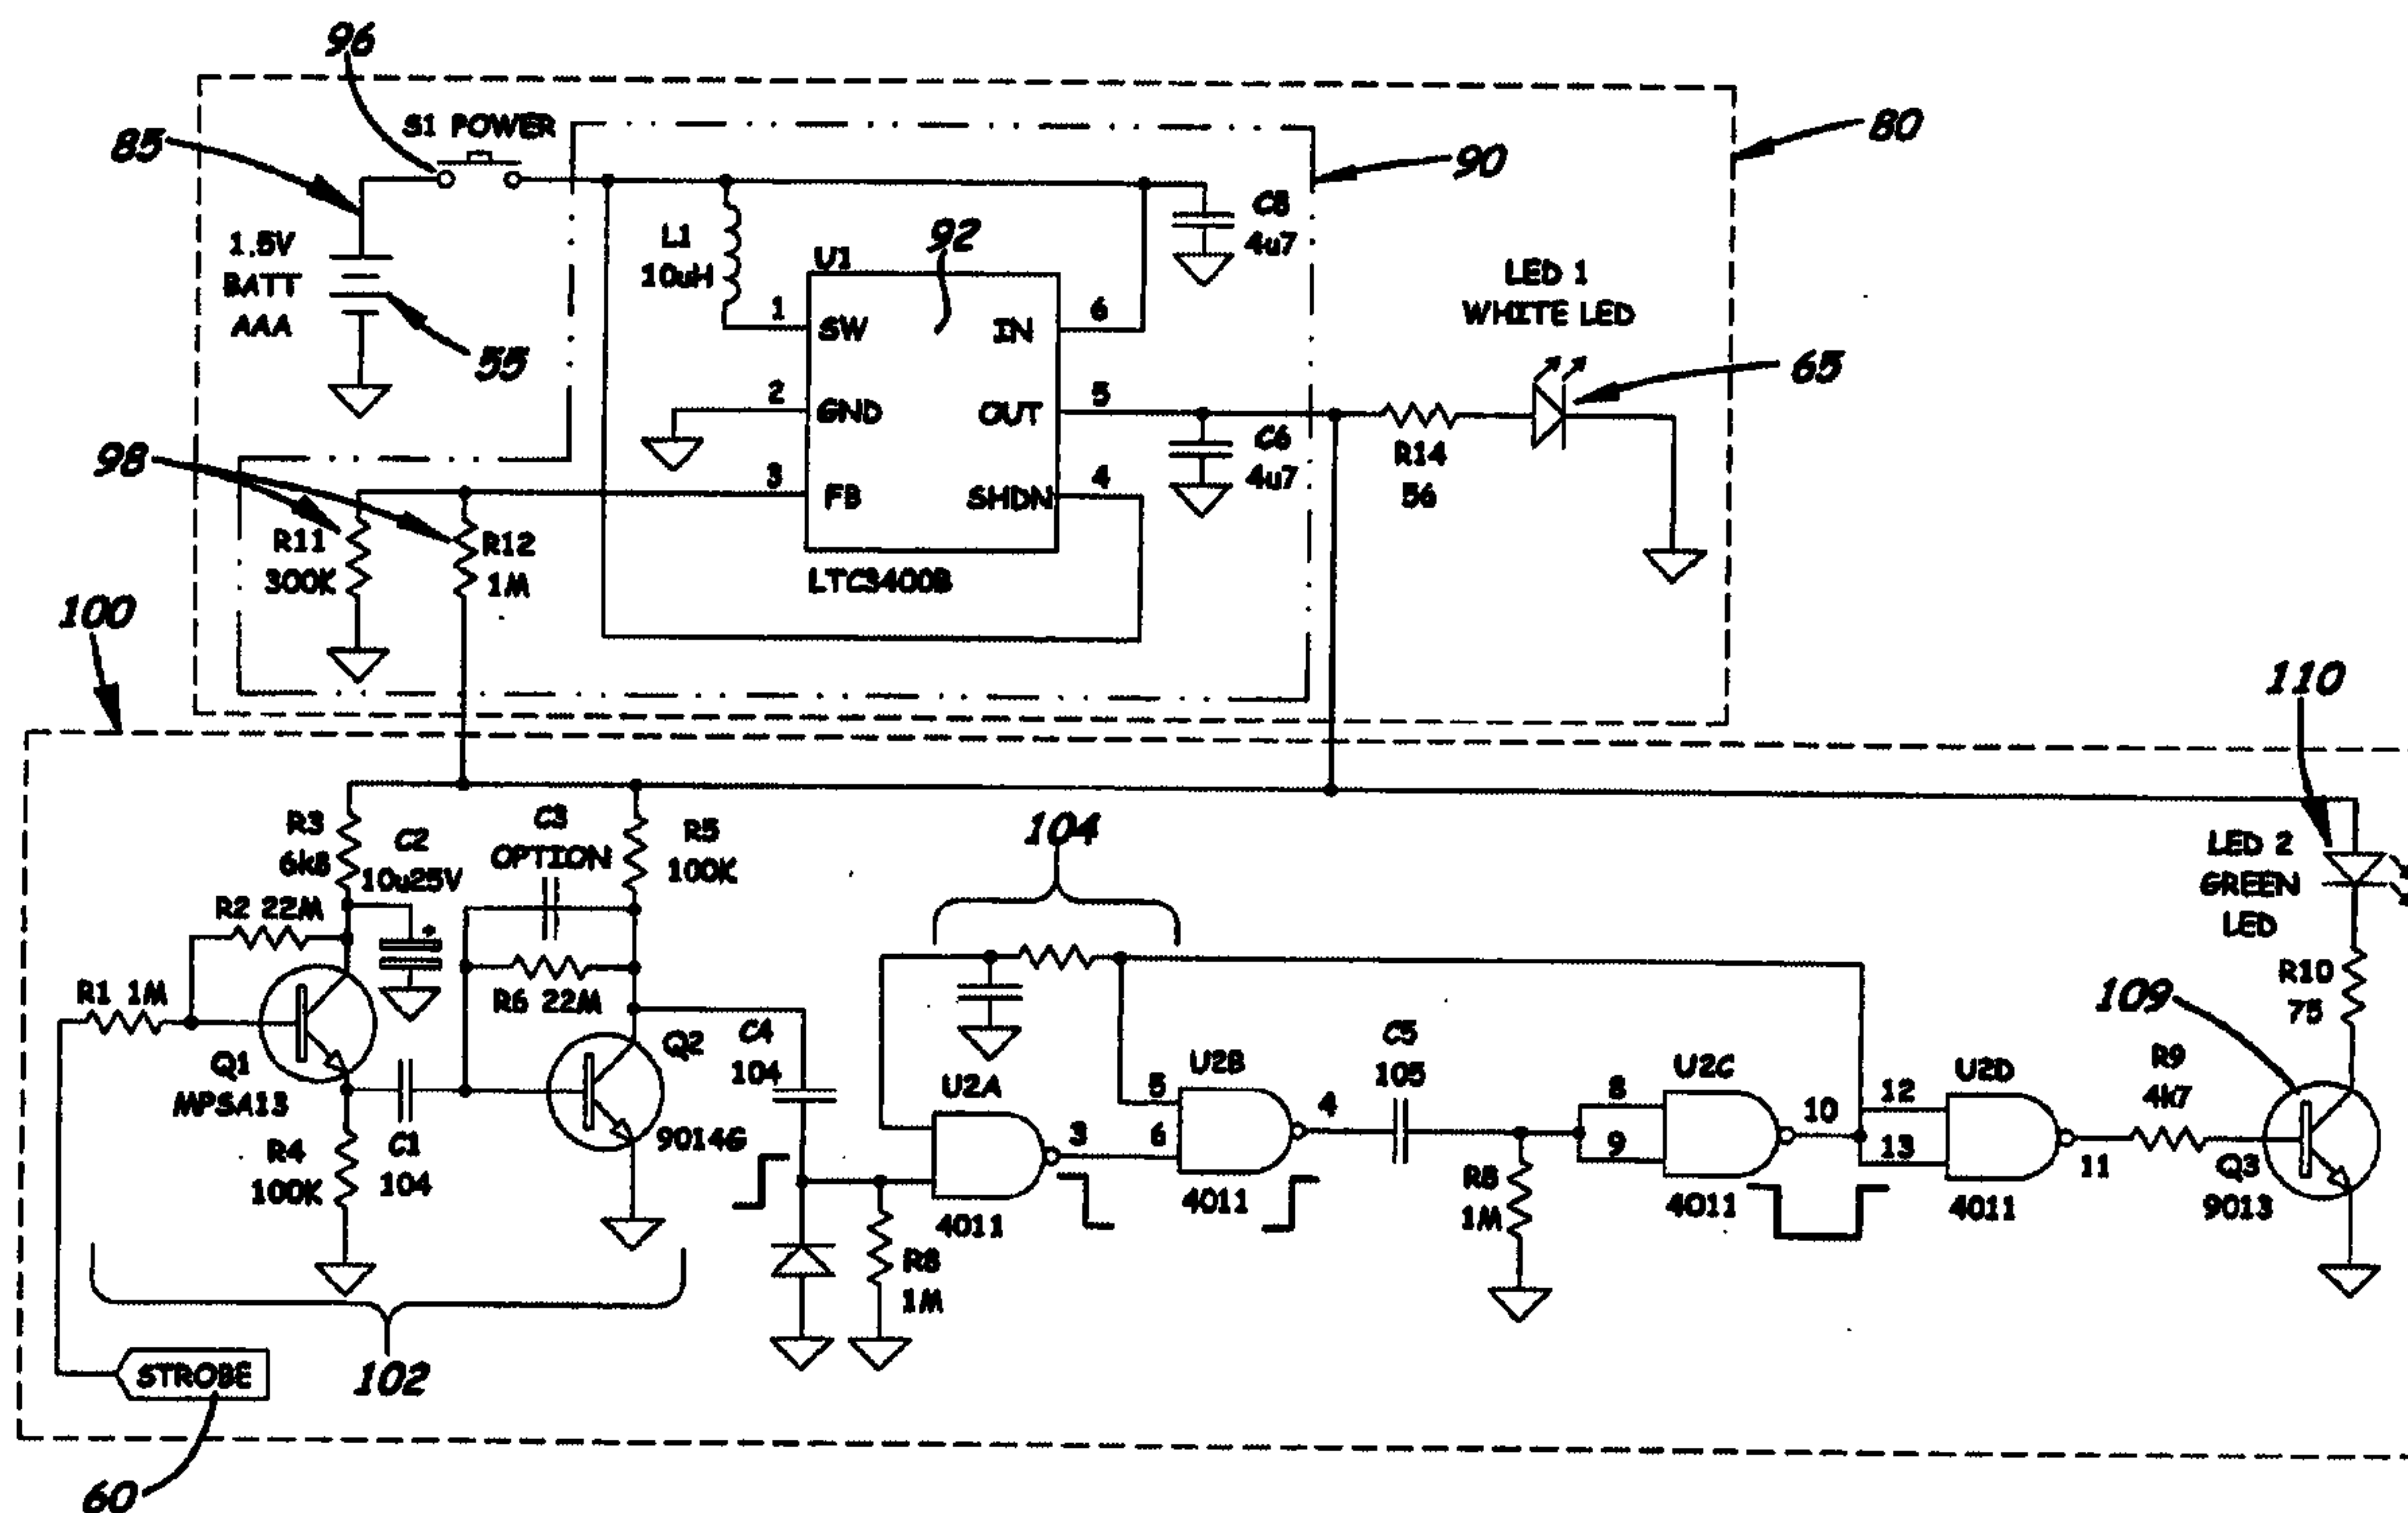 96
S1 POWER
85
80
90
1.5V
BATT
AAA
55
L1
10uH
92
U1
C8
4u7
LED 1
WHITE LED
65
1
SW
IN
6
2
GND
OUT
5
3
FB
SHDN
4
LTC3400B
C6
4u7
R14
56
98
R11
300K
R12
1M
100
110
R3
6k8
C2
10u25V
+
C3
OPTION
R5
100K
104
LED 2
GREEN
LED
R2 22M
R1 1M
R6 22M
Q1
MPSA13
Q2
9014G
C4
104
R4
100K
C1
104
U2A
4011
3
5
6
U2B
4011
4
C5
105
R8
1M
R8
1M
8
9
U2C
4011
10
12
13
U2D
4011
11
R9
4k7
109
R10
75
Q3
9013
102
STROBE
60